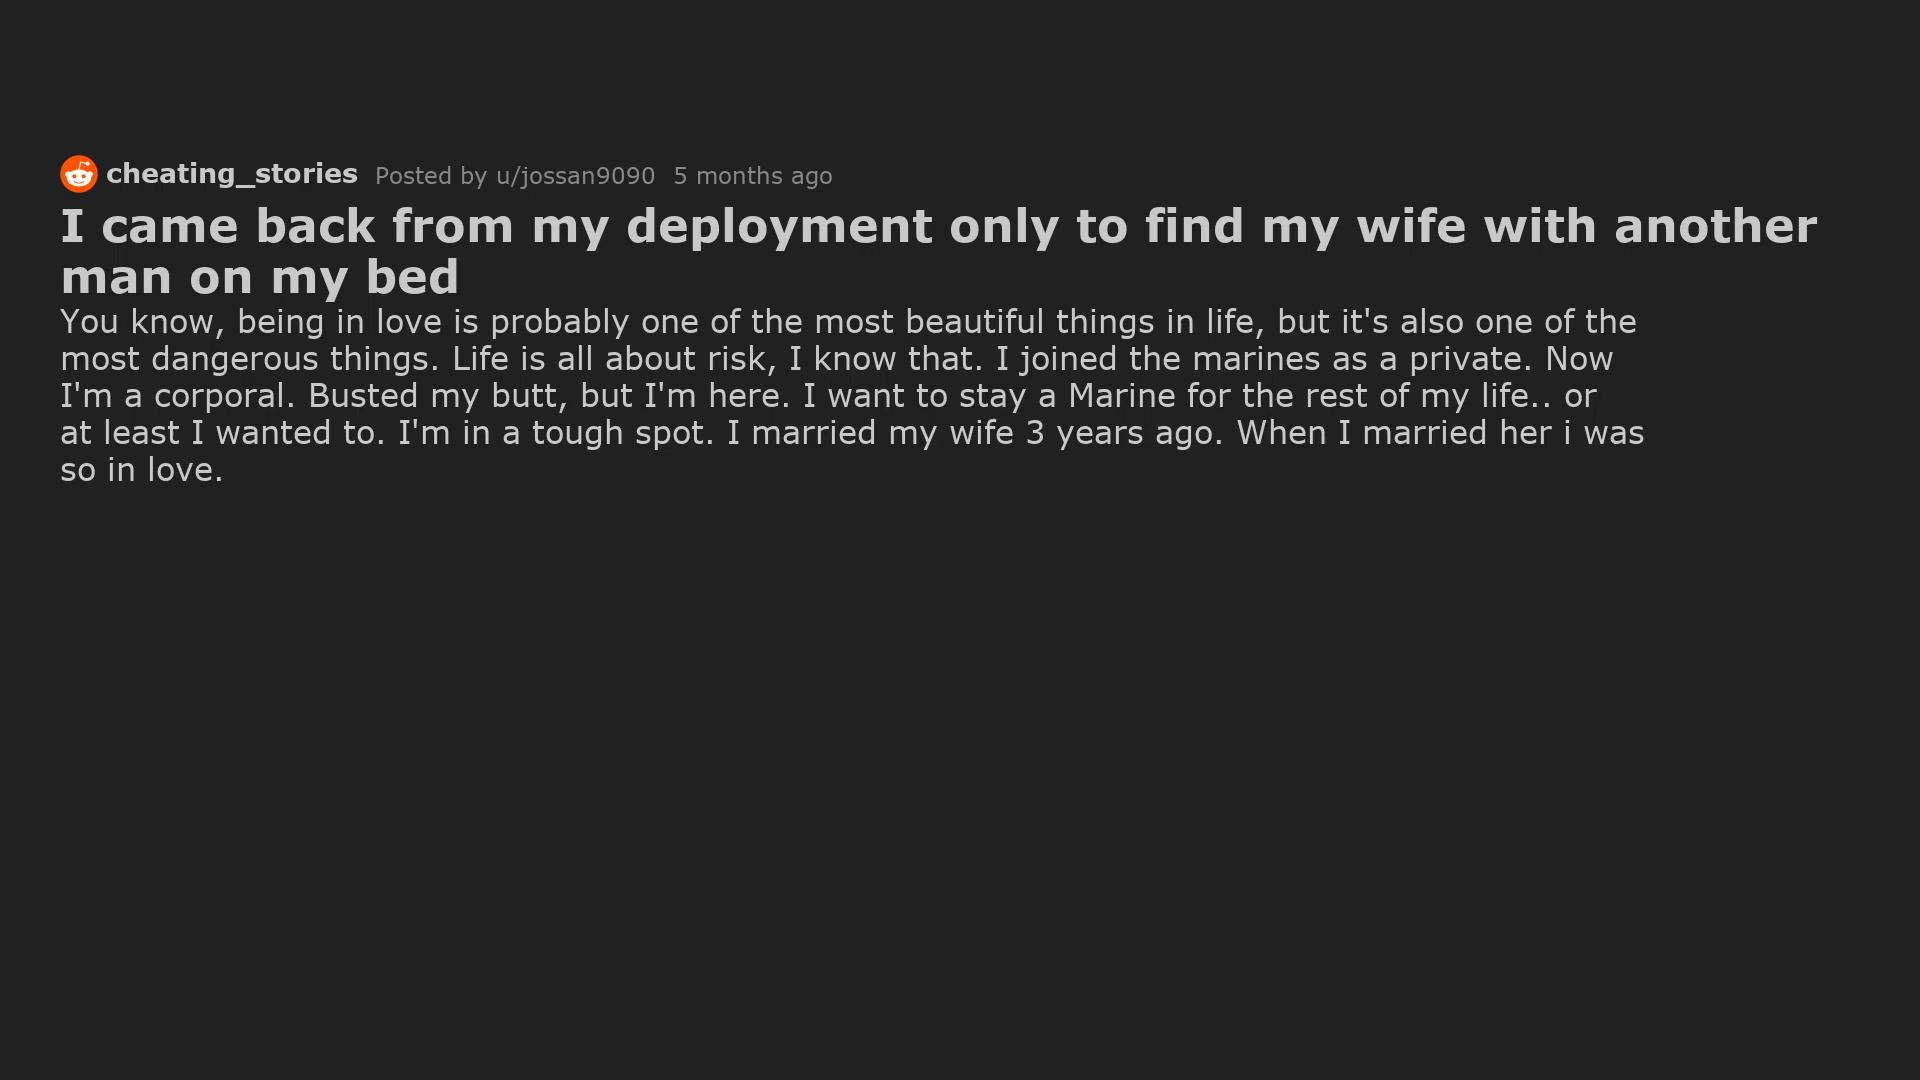 cheating_stories Posted by u/jossan9090 5 months ago
I came back from my deployment only to find my wife with another
man on my bed
You know, being in love is probably one of the most beautiful things in life, but it's also one of the
most dangerous things. Life is all about risk, I know that. I joined the marines as a private. Now
I'm a corporal. Busted my butt, but I'm here. I want to stay a Marine for the rest of my life.. or
at least I wanted to. I'm in a tough spot. I married my wife 3 years ago. When I married her i was
so in love.